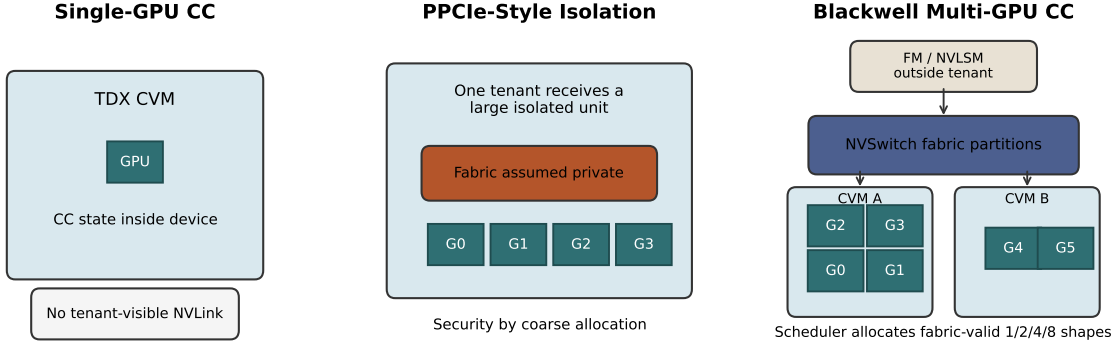 Single-GPU CC
TDX CVM
GPU
CC state inside device
No tenant-visible NVLink
PPCIe-Style Isolation
One tenant receives a
large isolated unit
Fabric assumed private
G0 G1 G2 G3
Security by coarse allocation
Blackwell Multi-GPU CC
FM / NVLSM
outside tenant
NVSwitch fabric partitions
CVM A
G2 G3
G0 G1
CVM B
G4 G5
Scheduler allocates fabric-valid 1/2/4/8 shapes